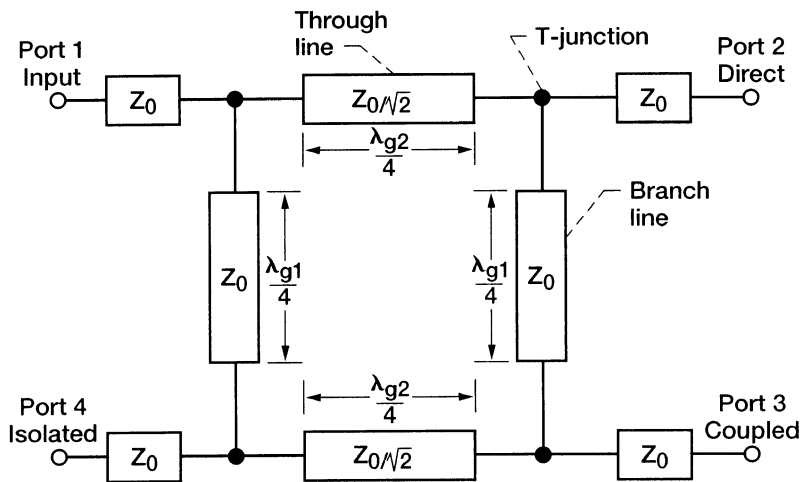 Port 1
Input
Through
line
T-junction
Port 2
Direct
Z0
Z0/√2
Z0
λg2
4
Branch
line
Z0
λg1
4
λg1
4
Z0
λg2
4
Port 4
Isolated
Port 3
Coupled
Z0
Z0/√2
Z0